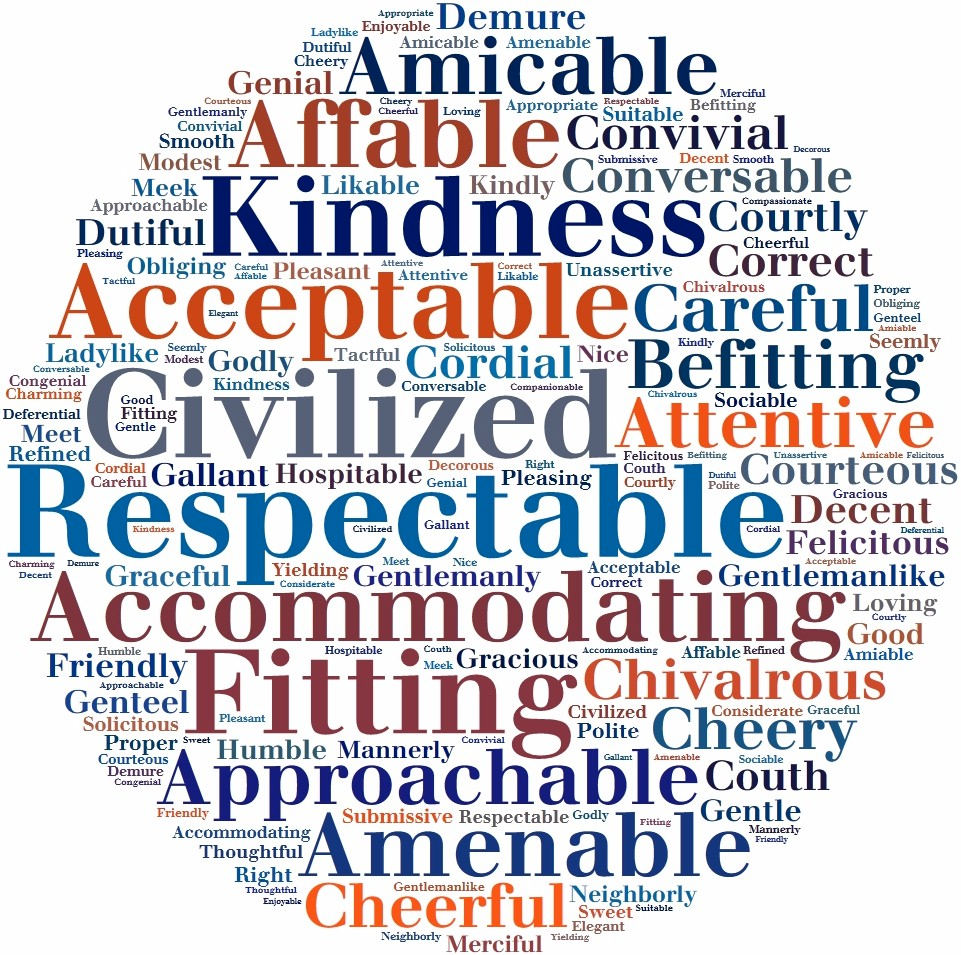 Appropriate Demure
Ladylike Enjoyable
Dutiful Amicable Amenable
Cheery Amicable
Genial Merciful
Courteous Cheery Appropriate Respectable Befitting
Gentlemanly Affable Cheerful Loving Suitable
Convivial Convivial
Smooth Decorous
Modest Submissive Decent Smooth
Meek Likable Kindly Conversable
Approachable Kindness Compassionate
Dutiful Courtly
Pleasing Cheerful
Obliging Careful Pleasant Attentive Correct Unassertive Correct
Tactful Affable Attentive Likable Chivalrous
Acceptable Careful Proper
Elegant Obliging
Genteel
Amiable
Ladylike Seemly Tactful Solicitous Kindly Seemly
Conversable Modest Godly Cordial Nice Befitting
Congenial Kindness Conversable Companionable
Charming Good Civilized Chivalrous Sociable
Deferential Fitting Attentive
Meet Gentle
Refined Felicitous Befitting Unassertive Amicable Felicitous
Cordial Gallant Hospitable Decorous Right Couth Courteous
Careful Genial Pleasing Courtly Dutiful Polite
Respectable Gracious
Decent
Kindness Civilized Gallant Cordial Deferential
Felicitous
Charming Demure Meet Nice Acceptable
Decent Graceful Yielding Gentlemanly Acceptable Gentlemanlike
Considerate Correct
Accommodating Loving
Courtly
Good
Humble Hospitable Couth Gracious Accommodating Affable Refined Amiable
Friendly Meek
Approachable Fitting Chivalrous
Genteel
Solicitous Pleasant Civilized Considerate Graceful
Polite Cheery
Proper Sweet Humble Mannerly Convivial
Courteous Gallant Amenable Sociable
Demure Approachable Couth
Congenial
Friendly Submissive Respectable Godly Fitting Gentle
Accommodating Amenable Mannerly
Friendly
Thoughtful
Right
Thoughtful Gentlemanlike Neighborly
Enjoyable Cheerful Sweet Suitable
Elegant
Neighborly Merciful Yielding